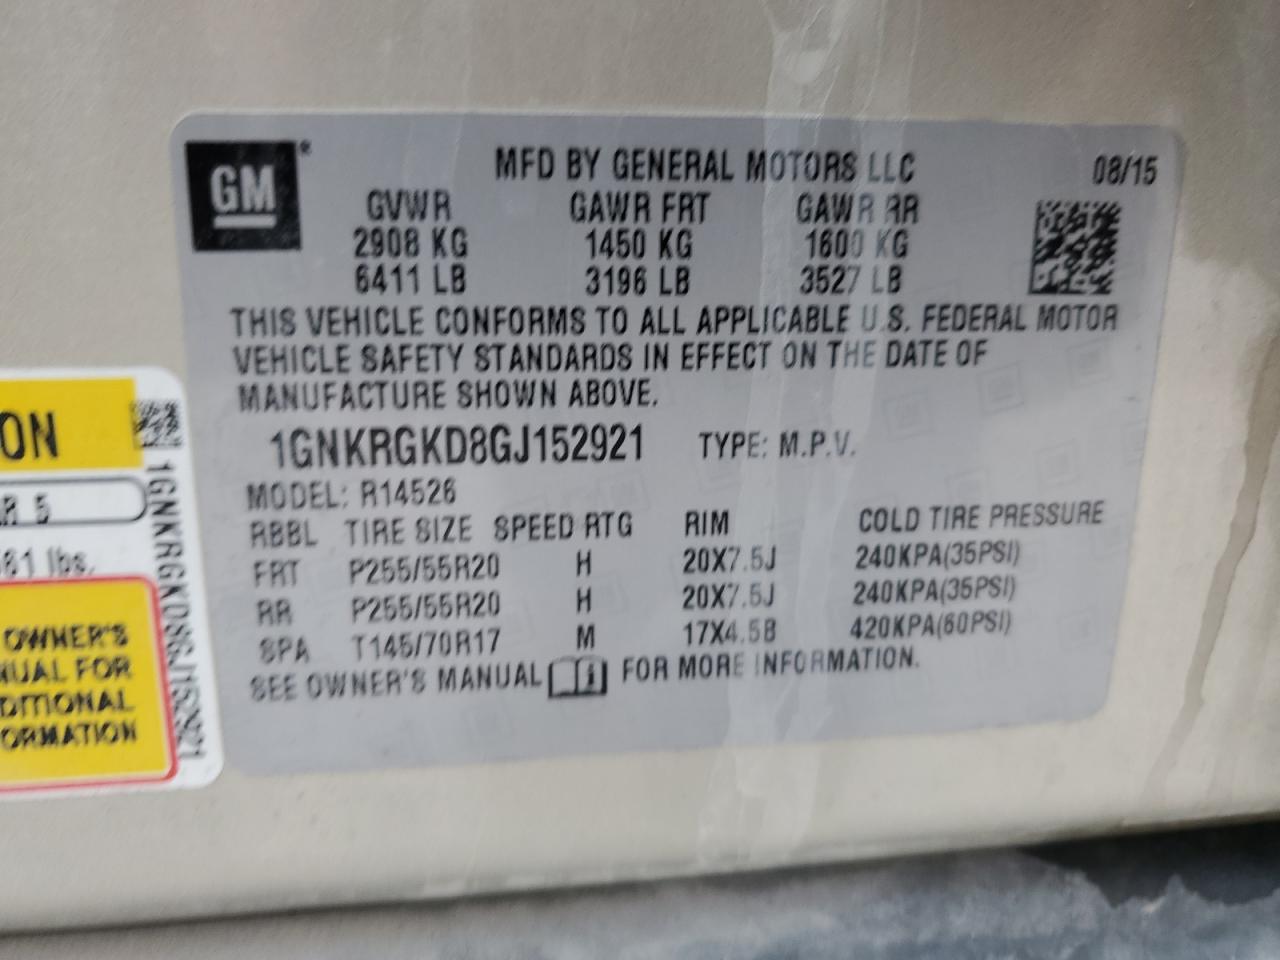 GM
MFD BY GENERAL MOTORS LLC 08/15
GVWR GAWR FRT GAWR RR
2908 KG 1450 KG 1600 KG
6411 LB 3196 LB 3527 LB
THIS VEHICLE CONFORMS TO ALL APPLICABLE U.S. FEDERAL MOTOR
VEHICLE SAFETY STANDARDS IN EFFECT ON THE DATE OF
MANUFACTURE SHOWN ABOVE.
1GNKRGKD8GJ152921 TYPE: M.P.V.
MODEL: R14526
RBBL TIRE SIZE SPEED RTG RIM COLD TIRE PRESSURE
FRT P255/55R20 H 20X7.5J 240KPA(35PSI)
RR P255/55R20 H 20X7.5J 240KPA(35PSI)
SPA T145/70R17 M 17X4.5B 420KPA(60PSI)
SEE OWNER'S MANUAL FOR MORE INFORMATION.
ON
AR 5
81 lbs.
OWNER'S
NUAL FOR
DITIONAL
ORMATION
1GNKRGKD8GJ152921